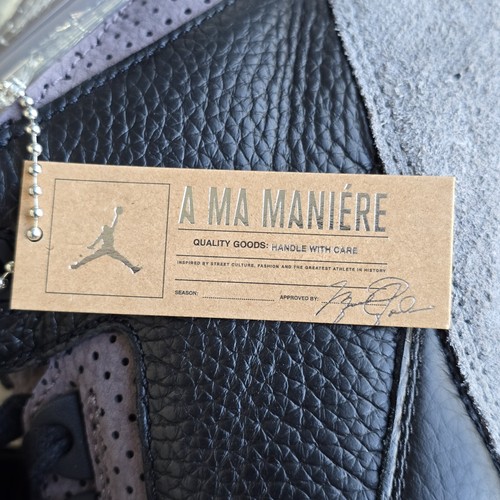 A MA MANIÉRE
QUALITY GOODS: HANDLE WITH CARE
INSPIRED BY STREET CULTURE, FASHION AND THE GREATEST ATHLETE IN HISTORY
SEASON: APPROVED BY: